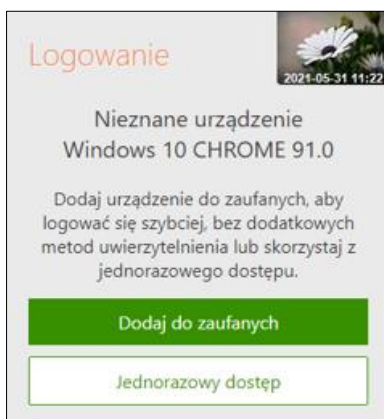 Logowanie
2021-05-31 11:22
Nieznane urządzenie
Windows 10 CHROME 91.0
Dodaj urządzenie do zaufanych, aby
logować się szybciej, bez dodatkowych
metod uwierzytelnienia lub skorzystaj z
jednorazowego dostępu.
Dodaj do zaufanych
Jednorazowy dostęp